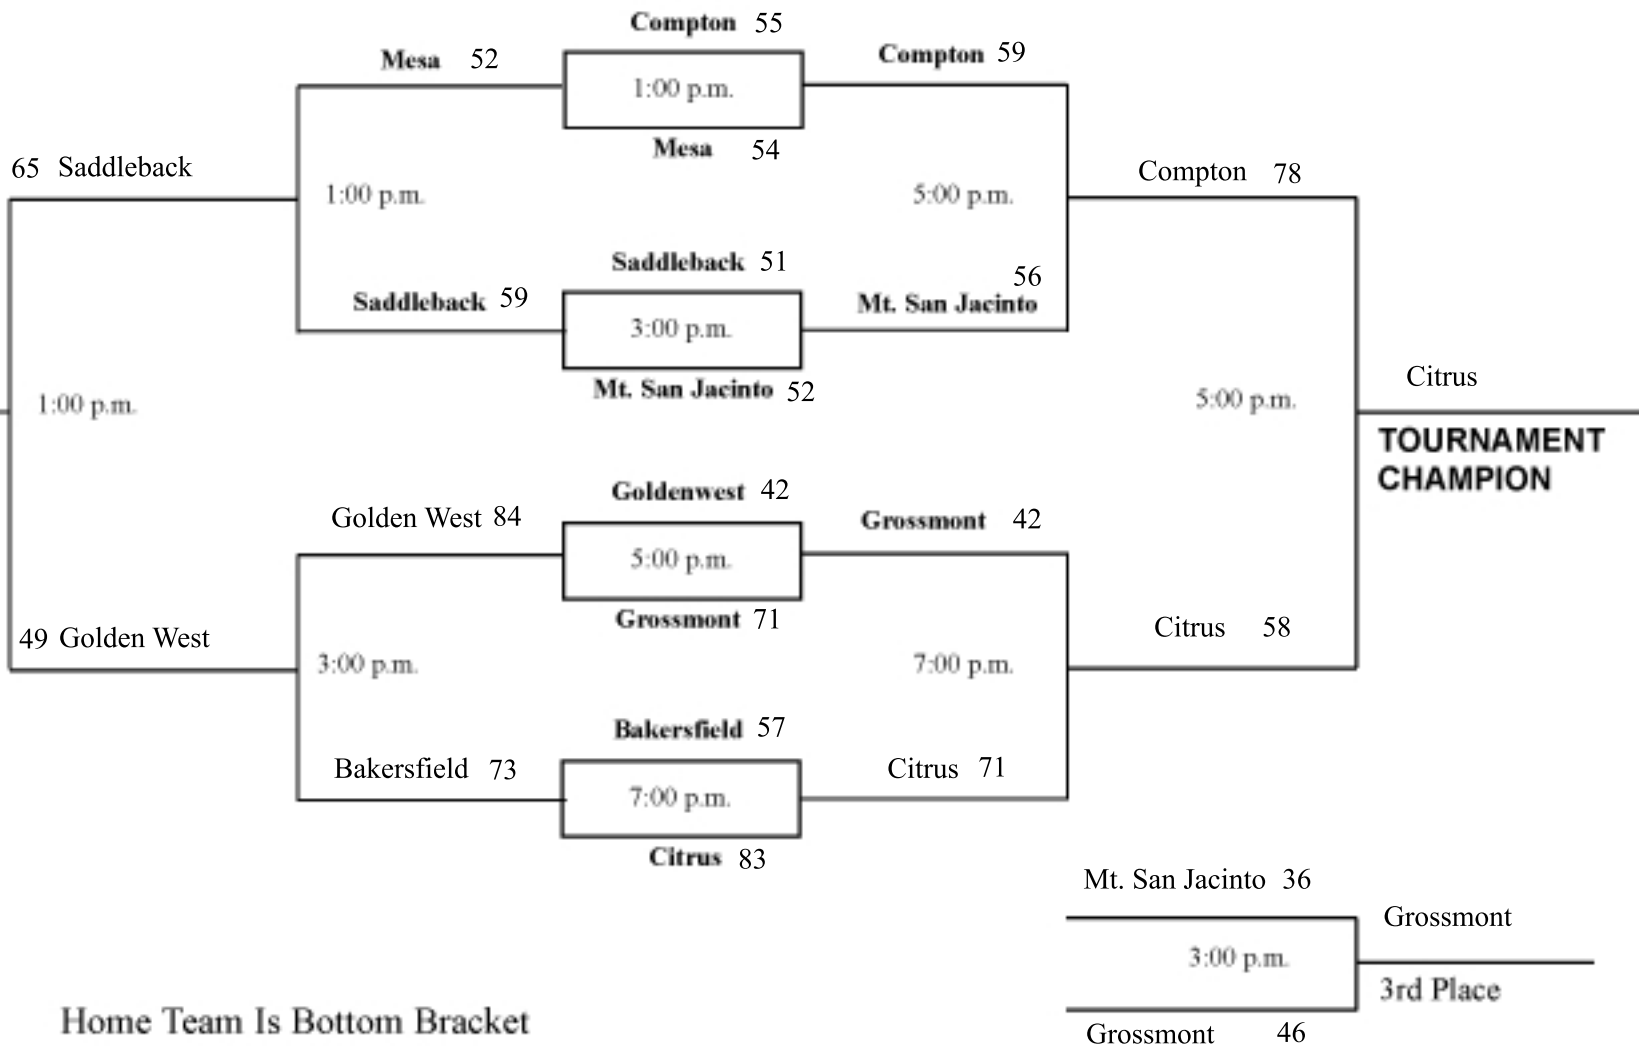 Compton 55
Mesa 52
Compton 59
1:00 p.m.
Mesa 54
65 Saddleback
Compton 78
1:00 p.m.
5:00 p.m.
Saddleback 51
56
Saddleback 59
Mt. San Jacinto
3:00 p.m.
Mt. San Jacinto 52
Citrus
1:00 p.m.
5:00 p.m.
TOURNAMENT
CHAMPION
Goldenwest 42
Golden West 84
Grossmont 42
5:00 p.m.
Grossmont 71
49 Golden West
Citrus 58
3:00 p.m.
7:00 p.m.
Bakersfield 57
Bakersfield 73
Citrus 71
7:00 p.m.
Citrus 83
Mt. San Jacinto 36
Grossmont
3:00 p.m.
3rd Place
Home Team Is Bottom Bracket
Grossmont 46